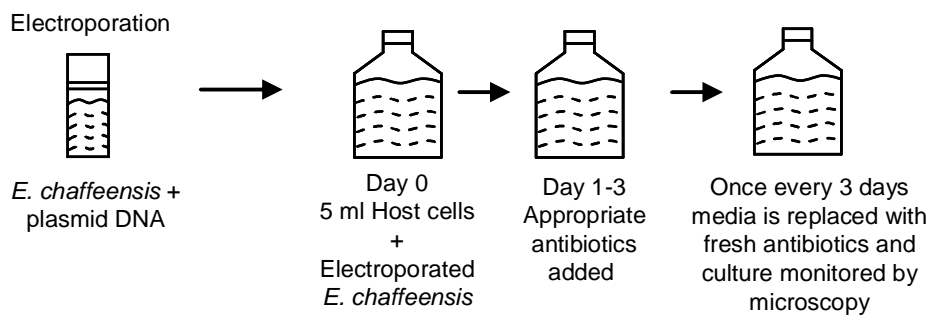 Electroporation
E. chaffeensis +
plasmid DNA
Day 0
5 ml Host cells
+
Electroporated
E. chaffeensis
Day 1-3
Appropriate
antibiotics
added
Once every 3 days
media is replaced with
fresh antibiotics and
culture monitored by
microscopy